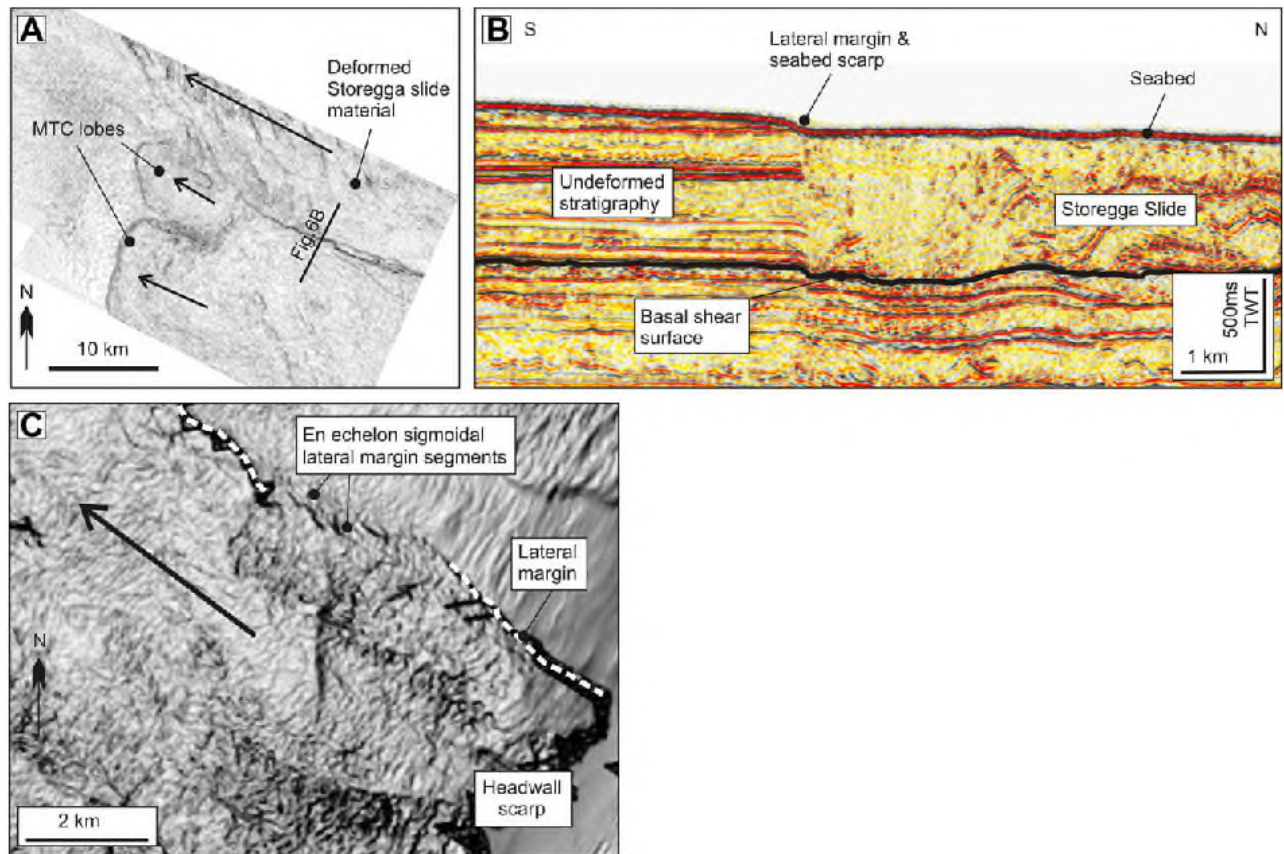 A
Deformed
Storegga slide
material
MTC lobes
Fig. 6B
N
10 km
B
S
N
Lateral margin &
seabed scarp
Seabed
Undeformed
stratigraphy
Storegga Slide
Basal shear
surface
500ms
TWT
1 km
C
En echelon sigmoidal
lateral margin segments
Lateral
margin
N
Headwall
scarp
2 km